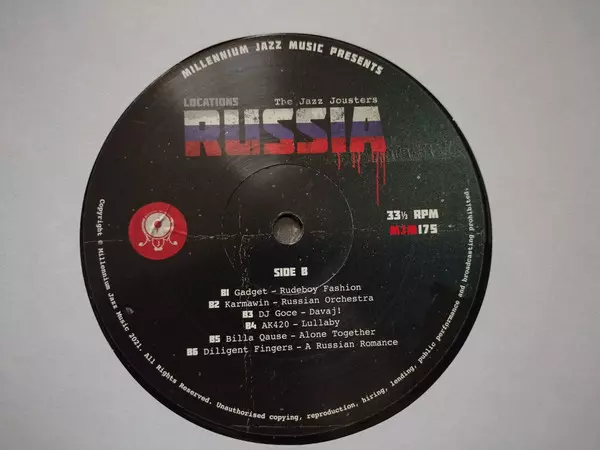 MILLENNIUM JAZZ MUSIC PRESENTS
LOCATIONS The Jazz Jousters
RUSSIA
33⅓ RPM
MJM175
SIDE B
B1 Gadget - Rudeboy Fashion
B2 Karmawin - Russian Orchestra
B3 DJ Goce - Davaj!
B4 AK420 - Lullaby
B5 Billa Qause - Alone Together
B6 Diligent Fingers - A Russian Romance
Copyright © Millennium Jazz Music 2021. All Rights Reserved. Unauthorised copying, reproduction, hiring, lending, public performance and broadcasting prohibited.